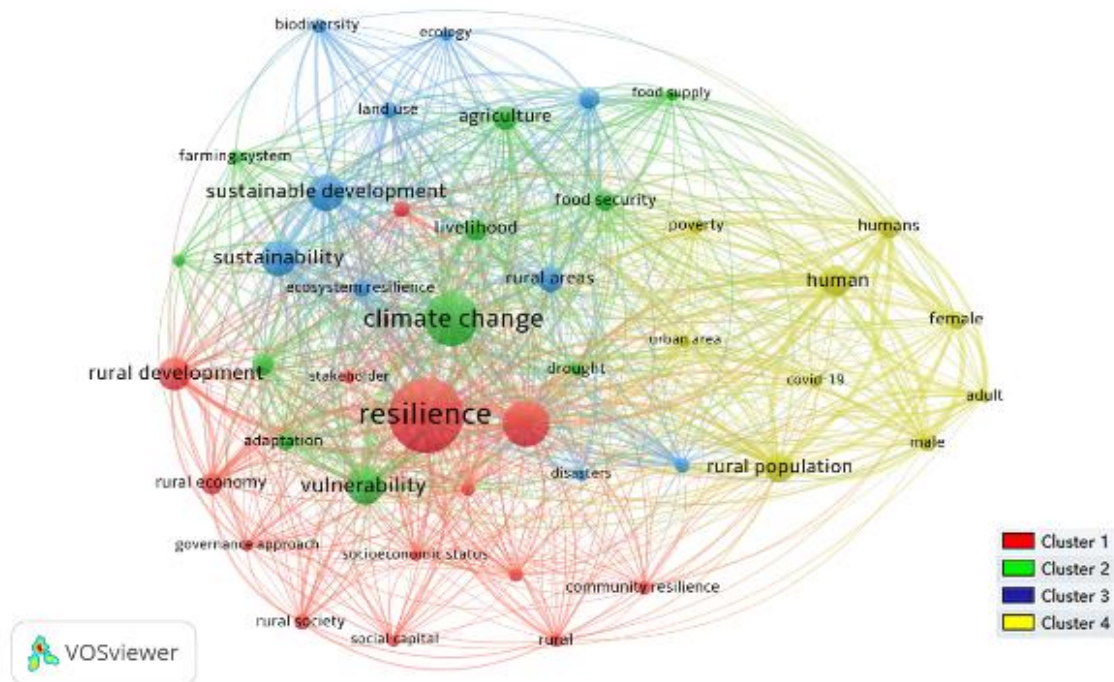 biodiversity
ecology
land use
agriculture
food supply
farming system
sustainable development
livelihood
food security
poverty
humans
sustainability
ecosystem resilience
rural areas
human
climate change
female
urban area
rural development
stakeholder
drought
covid-19
adult
resilience
adaptation
male
rural economy
vulnerability
disasters
rural population
governance approach
socioeconomic status
community resilience
rural society
social capital
rural
Cluster 1
Cluster 2
Cluster 3
Cluster 4
VOSviewer